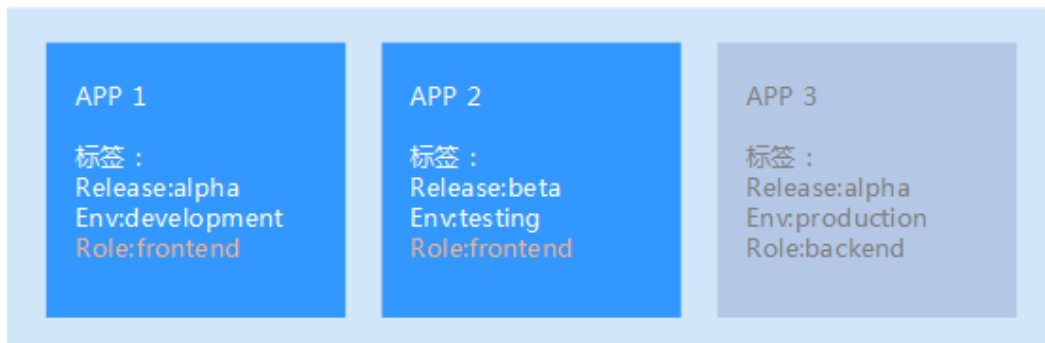 APP 1
标签：
Release:alpha
Env:development
Role:frontend
APP 2
标签：
Release:beta
Env:testing
Role:frontend
APP 3
标签：
Release:alpha
Env:production
Role:backend